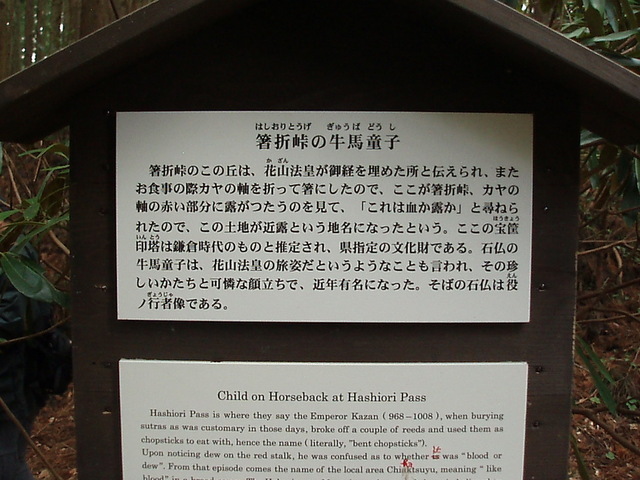 はしおりとうげ ぎゅうば どうし
箸折峠の牛馬童子
かざん
箸折峠のこの丘は、花山法皇が御経を埋めた所と伝えられ、また
お食事の際カヤの軸を折って箸にしたので、ここが箸折峠、カヤの
軸の赤い部分に露がつたうのを見て、「これは血か露か」と尋ねら
ほうきょう
れたので、この土地が近露という地名になったという。ここの宝筐
いんとう
印塔は鎌倉時代のものと推定され、県指定の文化財である。石仏の
牛馬童子は、花山法皇の旅姿だというようなことも言われ、その珍
えん
しいかたちと可憐な顔立ちで、近年有名になった。そばの石仏は役
ぎょうじゃ
ノ行者像である。
Child on Horseback at Hashiori Pass
Hashiori Pass is where they say the Emperor Kazan (968-1008), when burying
sutras as was customary in those days, broke off a couple of reeds and used them as
chopsticks to eat with, hence the name (literally, "bent chopsticks").
Upon noticing dew on the red stalk, he was confused as to whether it was "blood or
dew". From that episode comes the name of the local area Chikatsuyu, meaning "like